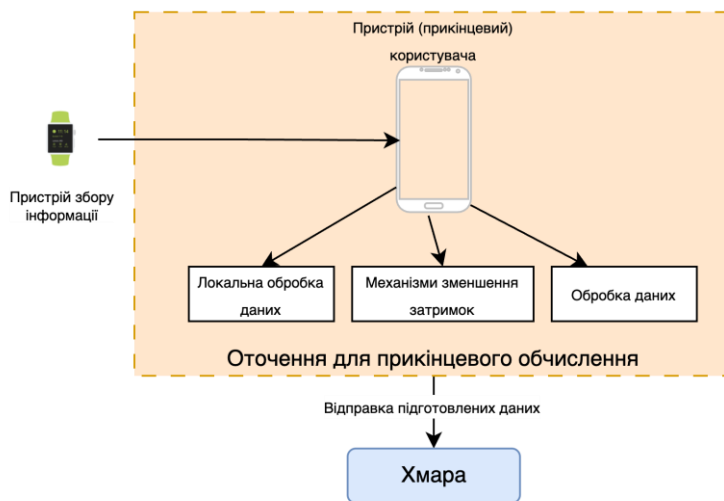 Пристрій (прикінцевий)
користувача
Пристрій збору
інформації
Локальна обробка
даних
Механізми зменшення
затримок
Обробка даних
Оточення для прикінцевого обчислення
Відправка підготовлених даних
Хмара